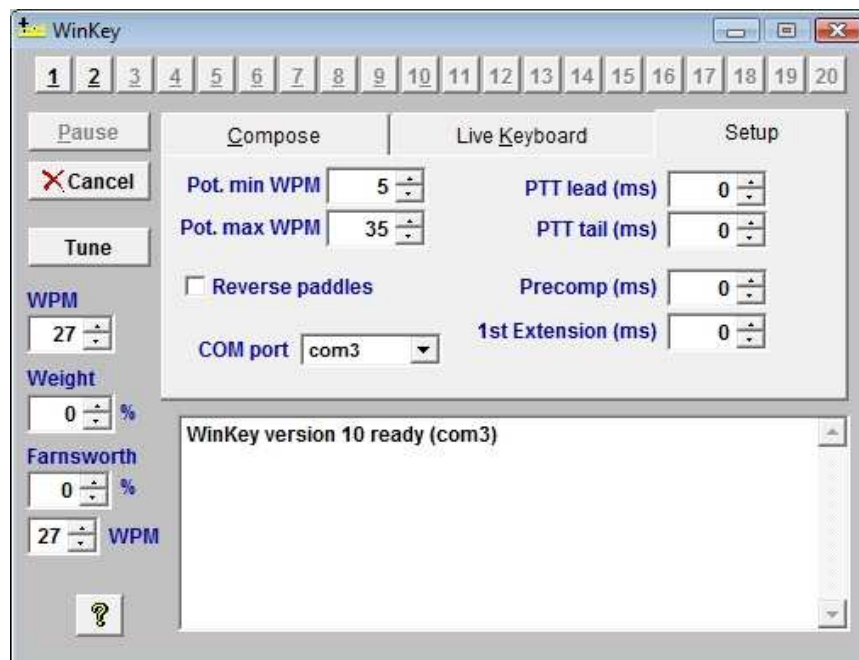 WinKey
1 2 3 4 5 6 7 8 9 10 11 12 13 14 15 16 17 18 19 20
Pause
Cancel
Tune
WPM
27
Weight
0 %
Farnsworth
0 %
27 WPM
?
Compose Live Keyboard Setup
Pot. min WPM 5 PTT lead (ms) 0
Pot. max WPM 35 PTT tail (ms) 0
Reverse paddles Precomp (ms) 0
COM port com3 1st Extension (ms) 0
WinKey version 10 ready (com3)